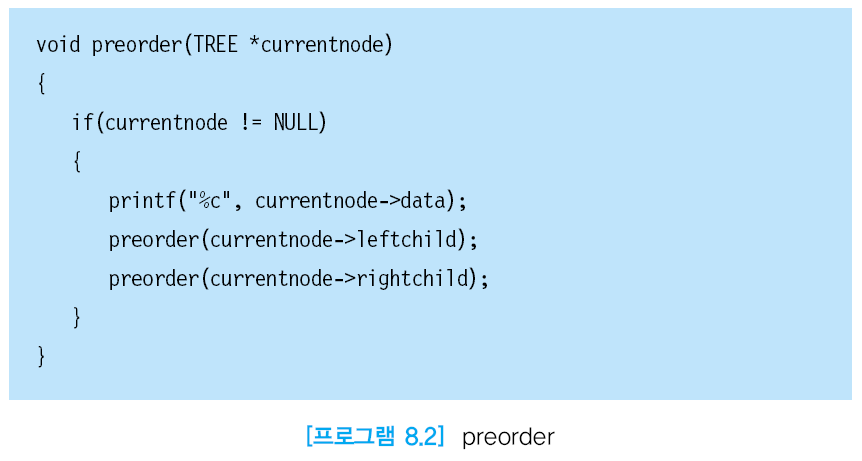 void preorder(TREE *currentnode)
{
if(currentnode != NULL)
{
printf("%c", currentnode->data);
preorder(currentnode->leftchild);
preorder(currentnode->rightchild);
}
}
[프로그램 8.2] preorder